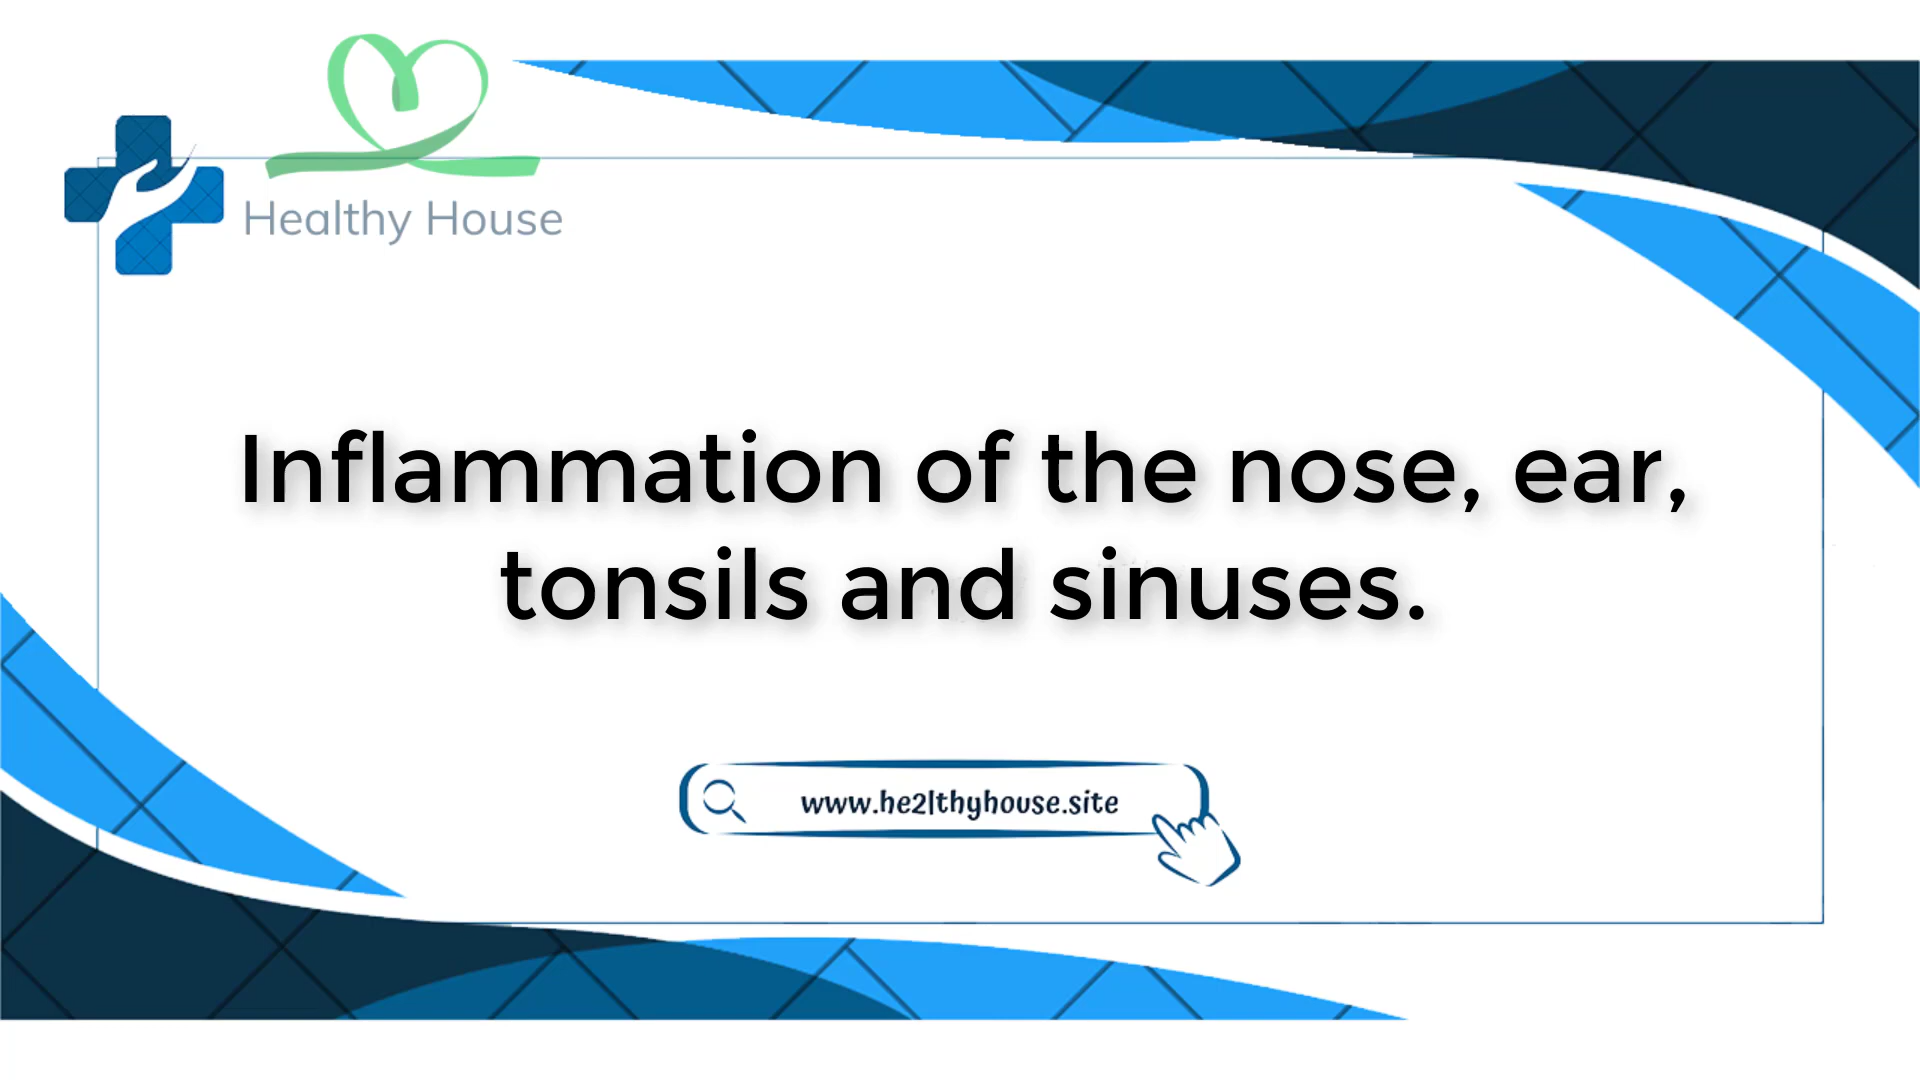 Healthy House
Inflammation of the nose, ear,
tonsils and sinuses.
www.he2lthyhouse.site